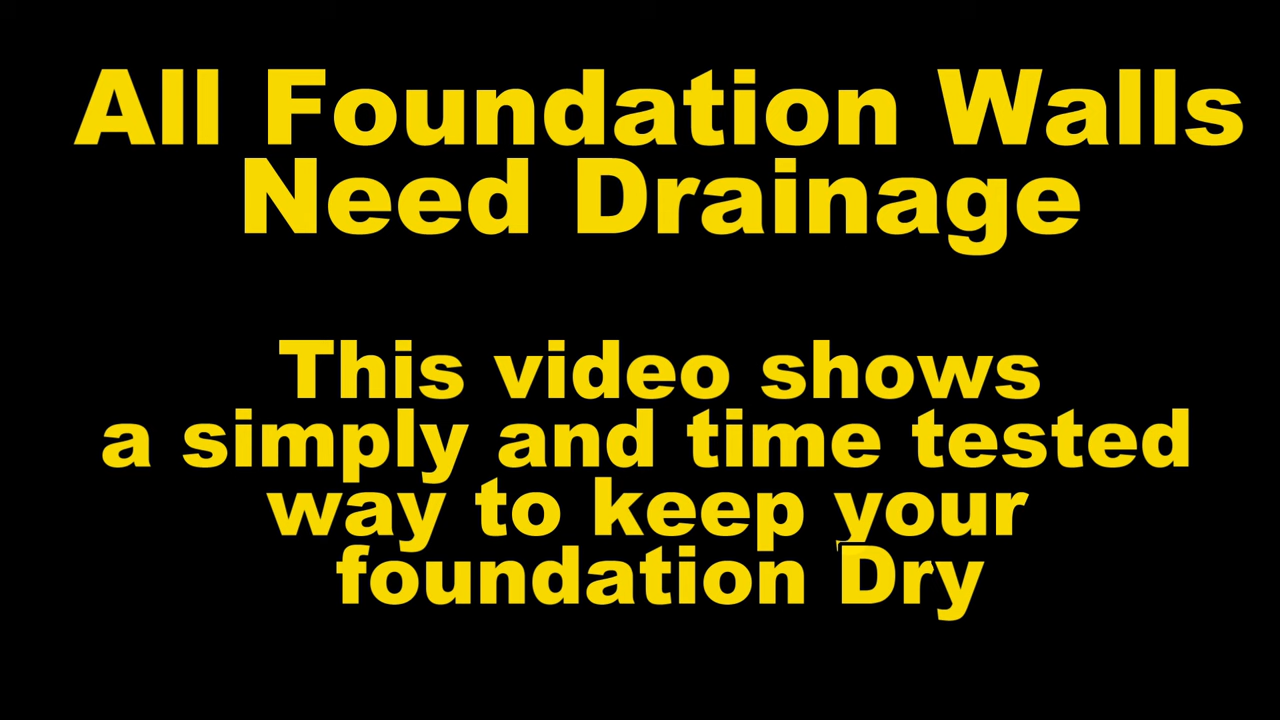 All Foundation Walls
Need Drainage
This video shows
a simply and time tested
way to keep your
foundation Dry